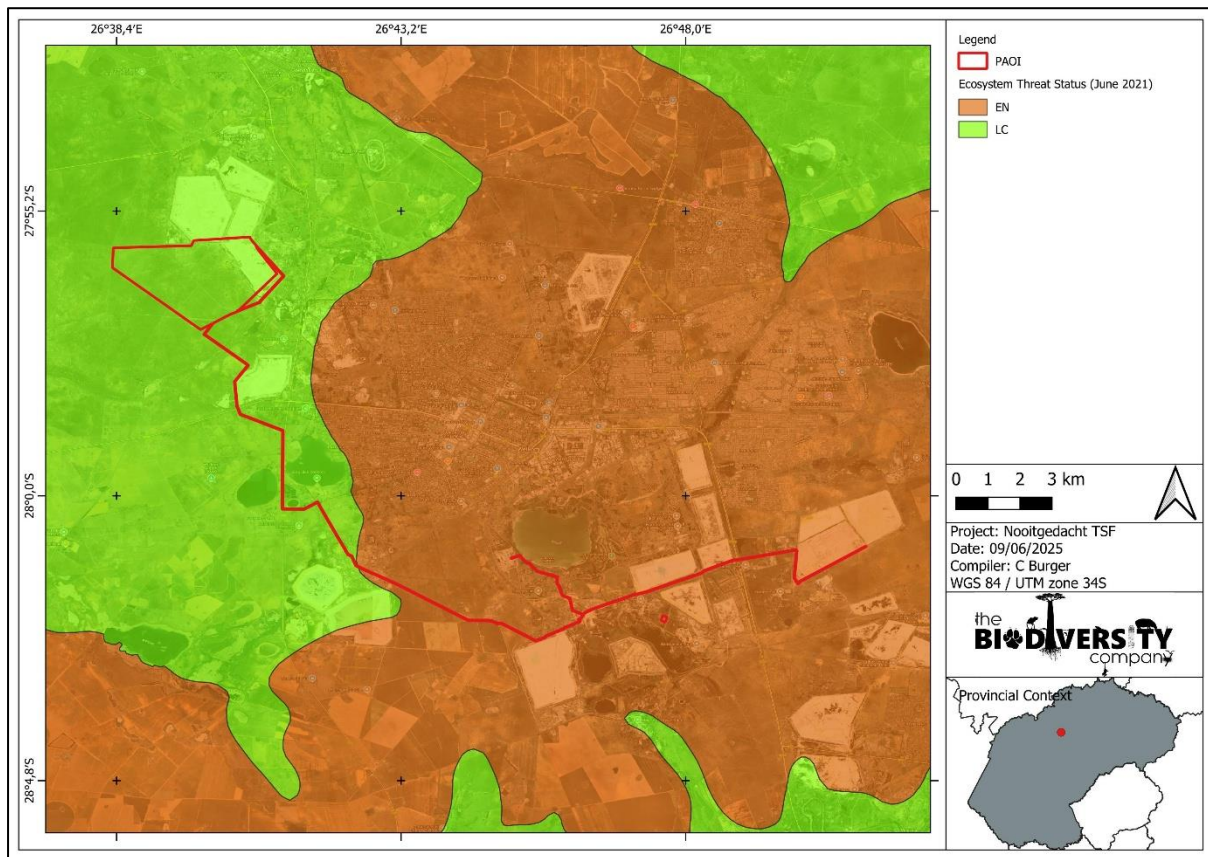 26°38,4'E
26°43,2'E
26°48,0'E
27°55,2'S
28°0,0'S
28°4,8'S
Legend
PAOI
Ecosystem Threat Status (June 2021)
EN
LC
0 1 2 3 km
Project: Nooitgedacht TSF
Date: 09/06/2025
Compiler: C Burger
WGS 84 / UTM zone 34S
the
BIODIVERSITY
company
Provincial Context